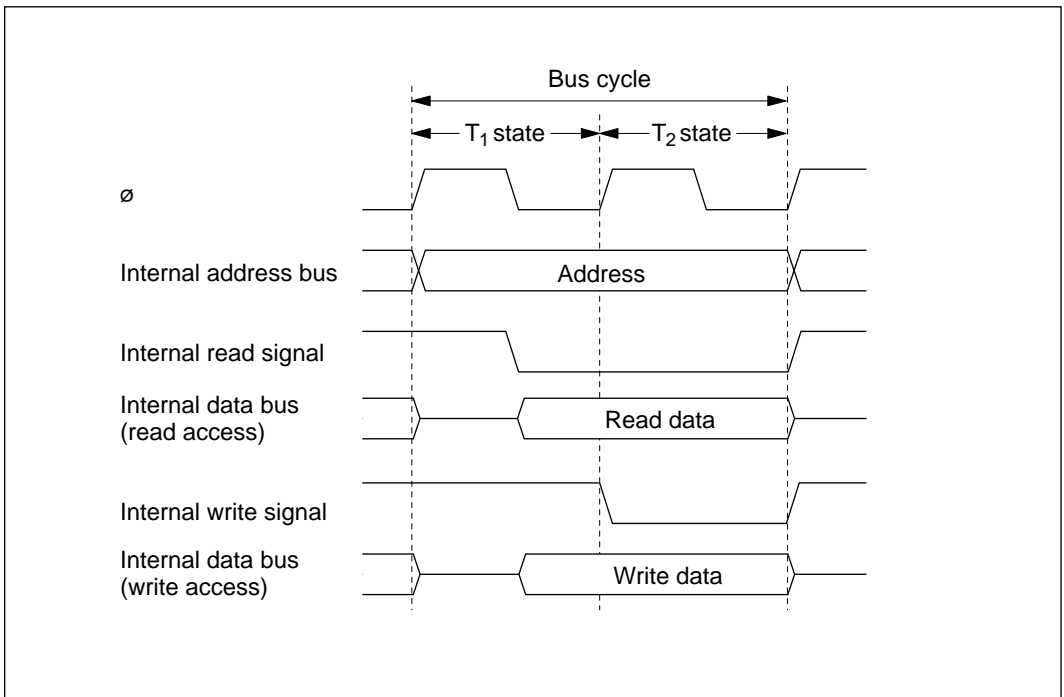 Bus cycle
T1 state
T2 state
ø
Internal address bus
Address
Internal read signal
Internal data bus
(read access)
Read data
Internal write signal
Internal data bus
(write access)
Write data